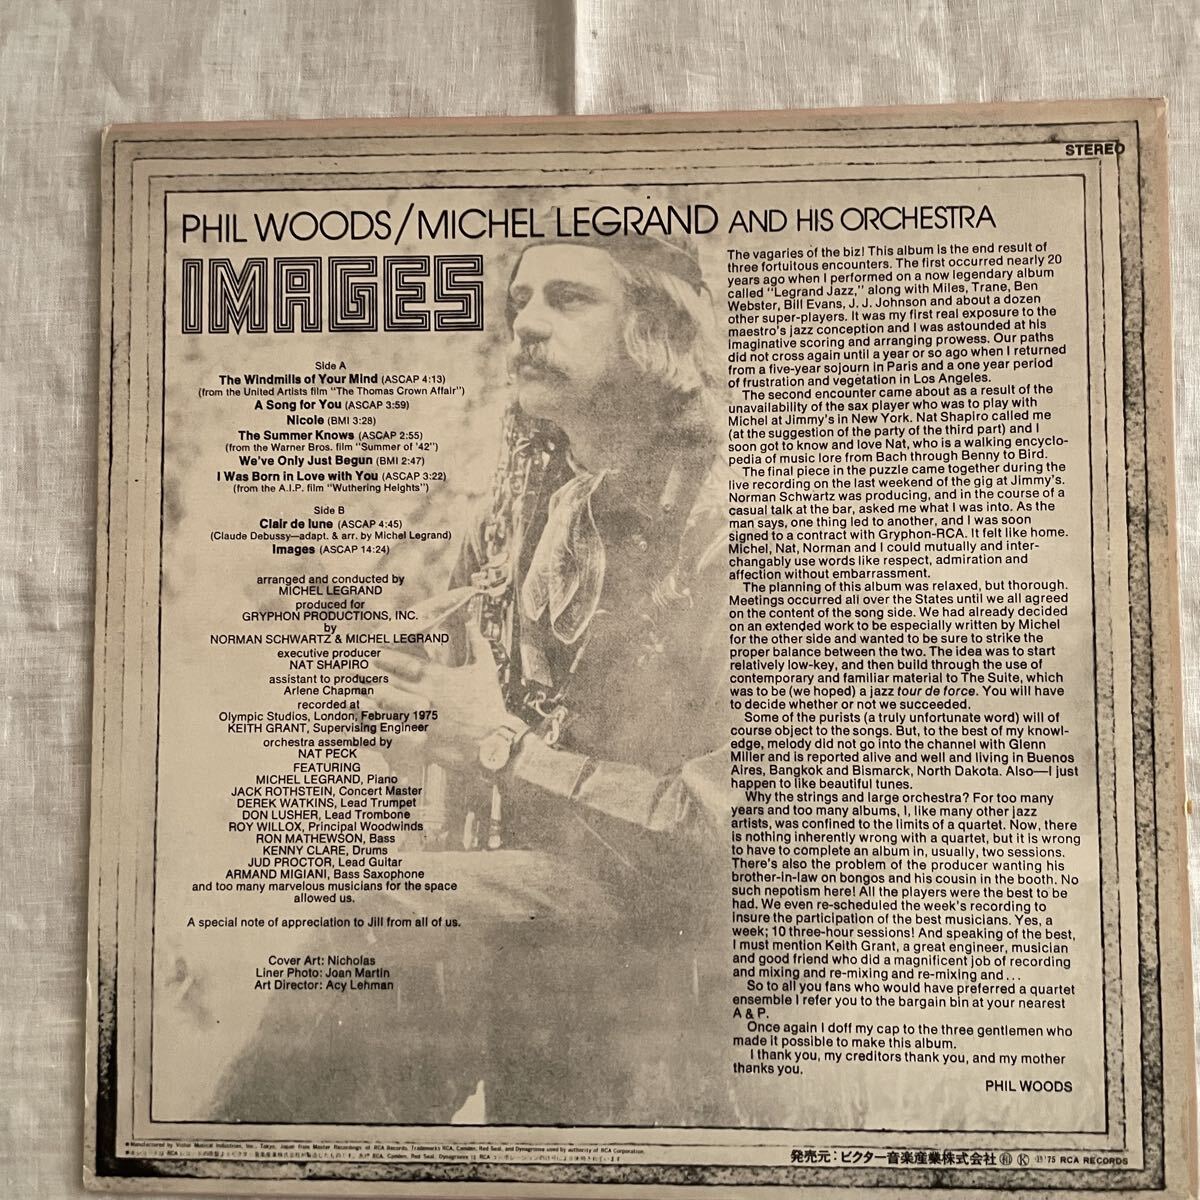 STEREO
PHIL WOODS/MICHEL LEGRAND AND HIS ORCHESTRA
IMAGES
Side A
The Windmills of Your Mind (ASCAP 4:13)
(from the United Artists film "The Thomas Crown Affair")
A Song for You (ASCAP 3:59)
Nicole (BMI 3:28)
The Summer Knows (ASCAP 2:55)
(from the Warner Bros. film "Summer of '42")
We've Only Just Begun (BMI 2:47)
I Was Born in Love with You (ASCAP 3:22)
(from the A.I.P. film "Wuthering Heights")
Side B
Clair de lune (ASCAP 4:45)
(Claude Debussy—adapt. & arr. by Michel Legrand)
Images (ASCAP 14:24)
arranged and conducted by
MICHEL LEGRAND
produced for
GRYPHON PRODUCTIONS, INC.
by
NORMAN SCHWARTZ & MICHEL LEGRAND
executive producer
NAT SHAPIRO
assistant to producers
Arlene Chapman
recorded at
Olympic Studios, London, February 1975
KEITH GRANT, Supervising Engineer
orchestra assembled by
NAT PECK
FEATURING
MICHEL LEGRAND, Piano
JACK ROTHSTEIN, Concert Master
DEREK WATKINS, Lead Trumpet
DON LUSHER, Lead Trombone
ROY WILLOX, Principal Woodwinds
RON MATHEWSON, Bass
KENNY CLARE, Drums
JUD PROCTOR, Lead Guitar
ARMAND MIGIANI, Bass Saxophone
and too many marvelous musicians for the space
allowed us.
A special note of appreciation to Jill from all of us.
Cover Art: Nicholas
Liner Photo: Joan Martin
Art Director: Acy Lehman
The vagaries of the biz! This album is the end result of
three fortuitous encounters. The first occurred nearly 20
years ago when I performed on a now legendary album
called "Legrand Jazz," along with Miles, Trane, Ben
Webster, Bill Evans, J. J. Johnson and about a dozen
other super-players. It was my first real exposure to the
maestro's jazz conception and I was astounded at his
imaginative scoring and arranging prowess. Our paths
did not cross again until a year or so ago when I returned
from a five-year sojourn in Paris and a one year period
of frustration and vegetation in Los Angeles.
The second encounter came about as a result of the
unavailability of the sax player who was to play with
Michel at Jimmy's in New York. Nat Shapiro called me
(at the suggestion of the party of the third part) and I
soon got to know and love Nat, who is a walking encyclo-
pedia of music lore from Bach through Benny to Bird.
The final piece in the puzzle came together during the
live recording on the last weekend of the gig at Jimmy's.
Norman Schwartz was producing, and in the course of a
casual talk at the bar, asked me what I was into. As the
man says, one thing led to another, and I was soon
signed to a contract with Gryphon-RCA. It felt like home.
Michel, Nat, Norman and I could mutually and inter-
changably use words like respect, admiration and
affection without embarrassment.
The planning of this album was relaxed, but thorough.
Meetings occurred all over the States until we all agreed
on the content of the song side. We had already decided
on an extended work to be especially written by Michel
for the other side and wanted to be sure to strike the
proper balance between the two. The idea was to start
relatively low-key, and then build through the use of
contemporary and familiar material to The Suite, which
was to be (we hoped) a jazz tour de force. You will have
to decide whether or not we succeeded.
Some of the purists (a truly unfortunate word) will of
course object to the songs. But, to the best of my knowl-
edge, melody did not go into the channel with Glenn
Miller and is reported alive and well and living in Buenos
Aires, Bangkok and Bismarck, North Dakota. Also—I just
happen to like beautiful tunes.
Why the strings and large orchestra? For too many
years and too many albums, I, like many other jazz
artists, was confined to the limits of a quartet. Now, there
is nothing inherently wrong with a quartet, but it is wrong
to have to complete an album in, usually, two sessions.
There's also the problem of the producer wanting his
brother-in-law on bongos and his cousin in the booth. No
such nepotism here! All the players were the best to be
had. We even re-scheduled the week's recording to
insure the participation of the best musicians. Yes, a
week; 10 three-hour sessions! And speaking of the best,
I must mention Keith Grant, a great engineer, musician
and good friend who did a magnificent job of recording
and mixing and re-mixing and re-mixing and...
So to all you fans who would have preferred a quartet
ensemble I refer you to the bargain bin at your nearest
A & P.
Once again I doff my cap to the three gentlemen who
made it possible to make this album.
I thank you, my creditors thank you, and my mother
thanks you.
PHIL WOODS
Manufactured by Victor Musical Industries, Inc., Tokyo, Japan from Master Recordings of RCA Records. Trademarks RCA, Camden, Red Seal, and Dynagroove used by authority of RCA Corporation.
発売元:ビクター音楽産業株式会社 Ⓚ Ⓟ'75 RCA RECORDS